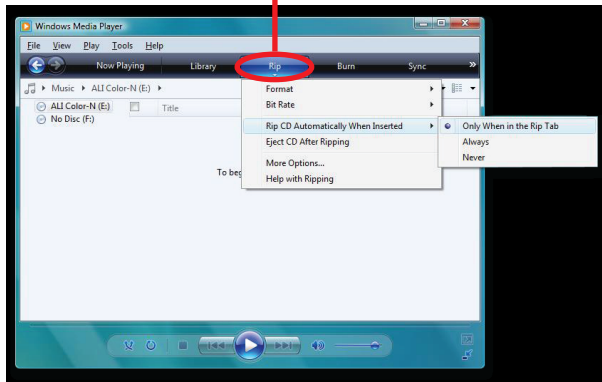 Windows Media Player
File View Play Tools Help
Now Playing Library Rip Burn Sync »
Music ALI Color-N (E:)
ALI Color-N (E:) Title
No Disc (F:)
Format
Bit Rate
Rip CD Automatically When Inserted
Eject CD After Ripping
More Options...
Help with Ripping
Only When in the Rip Tab
Always
Never
To beg